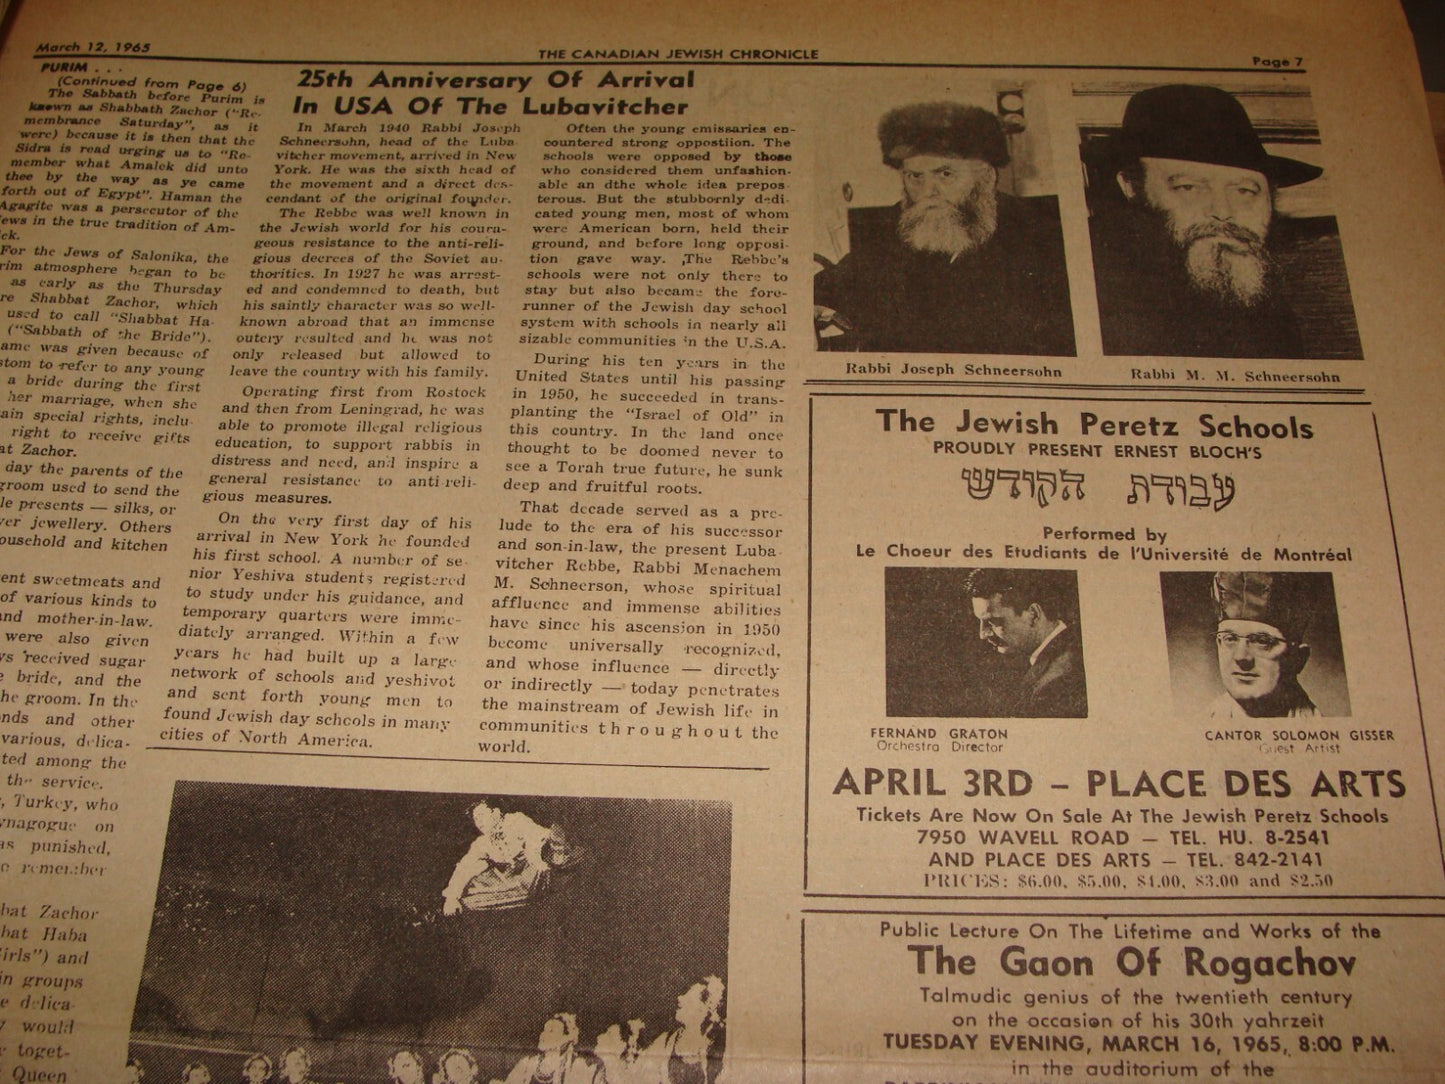 March 12, 1965
THE CANADIAN JEWISH CHRONICLE
Page 7
PURIM . . .
(Continued from Page 6)
The Sabbath before Purim is
known as Shabbath Zachor ("Re-
membrance Saturday", as it
were) because it is then that the
Sidra is read urging us to "Re-
member what Amalek did unto
thee by the way as ye came
forth out of Egypt". Haman the
Agagite was a persecutor of the
ews in the true tradition of Am-
ek.
For the Jews of Salonika, the
rim atmosphere began to be
as early as the Thursday
re Shabbat Zachor, which
used to call "Shabbat Ha-
("Sabbath of the Bride").
ame was given because of
stom to refer to any young
a bride during the first
her marriage, when she
ain special rights, inclu-
right to receive gifts
at Zachor.
day the parents of the
groom used to send the
le presents — silks, or
er jewellery. Others
ousehold and kitchen
ent sweetmeats and
of various kinds to
and mother-in-law.
were also given
ys received sugar
e bride, and the
he groom. In the
onds and other
various, delica-
ted among the
the service.
, Turkey, who
ynagogue on
as punished,
e remember
bat Zachor
bat Haba
irls") and
in groups
e delica-
y would
toget-
Queen
25th Anniversary Of Arrival
In USA Of The Lubavitcher
In March 1940 Rabbi Joseph
Schneersohn, head of the Luba-
vitcher movement, arrived in New
York. He was the sixth head of
the movement and a direct des-
cendant of the original founder.
The Rebbe was well known in
the Jewish world for his coura-
geous resistance to the anti-reli-
gious decrees of the Soviet au-
thorities. In 1927 he was arrest-
ed and condemned to death, but
his saintly character was so well-
known abroad that an immense
outcry resulted and he was not
only released but allowed to
leave the country with his family.
Operating first from Rostock
and then from Leningrad, he was
able to promote illegal religious
education, to support rabbis in
distress and need, and inspire a
general resistance to anti-reli-
gious measures.
On the very first day of his
arrival in New York he founded
his first school. A number of se-
nior Yeshiva students registered
to study under his guidance, and
temporary quarters were imme-
diately arranged. Within a few
years he had built up a large
network of schools and yeshivot
and sent forth young men to
found Jewish day schools in many
cities of North America.
Often the young emissaries en-
countered strong oppostiion. The
schools were opposed by those
who considered them unfashion-
able an dthe whole idea prepos-
terous. But the stubbornly dedi-
cated young men, most of whom
were American born, held their
ground, and before long opposi-
tion gave way. The Rebbe's
schools were not only there to
stay but also became the fore-
runner of the Jewish day school
system with schools in nearly all
sizable communities in the U.S.A.
During his ten years in the
United States until his passing
in 1950, he succeeded in trans-
planting the "Israel of Old" in
this country. In the land once
thought to be doomed never to
see a Torah true future, he sunk
deep and fruitful roots.
That decade served as a pre-
lude to the era of his successor
and son-in-law, the present Luba-
vitcher Rebbe, Rabbi Menachem
M. Schneerson, whose spiritual
affluence and immense abilities
have since his ascension in 1950
become universally recognized,
and whose influence — directly
or indirectly — today penetrates
the mainstream of Jewish life in
communities throughout the
world.
Rabbi Joseph Schneersohn
Rabbi M. M. Schneersohn
The Jewish Peretz Schools
PROUDLY PRESENT ERNEST BLOCH'S
עבודת הקודש
Performed by
Le Choeur des Etudiants de l'Université de Montréal
FERNAND GRATON
Orchestra Director
CANTOR SOLOMON GISSER
Guest Artist
APRIL 3RD – PLACE DES ARTS
Tickets Are Now On Sale At The Jewish Peretz Schools
7950 WAVELL ROAD — TEL. HU. 8-2541
AND PLACE DES ARTS — TEL. 842-2141
PRICES: $6.00, $5.00, $4.00, $3.00 and $2.50
Public Lecture On The Lifetime and Works of the
The Gaon Of Rogachov
Talmudic genius of the twentieth century
on the occasion of his 30th yahrzeit
TUESDAY EVENING, MARCH 16, 1965, 8:00 P.M.
in the auditorium of the